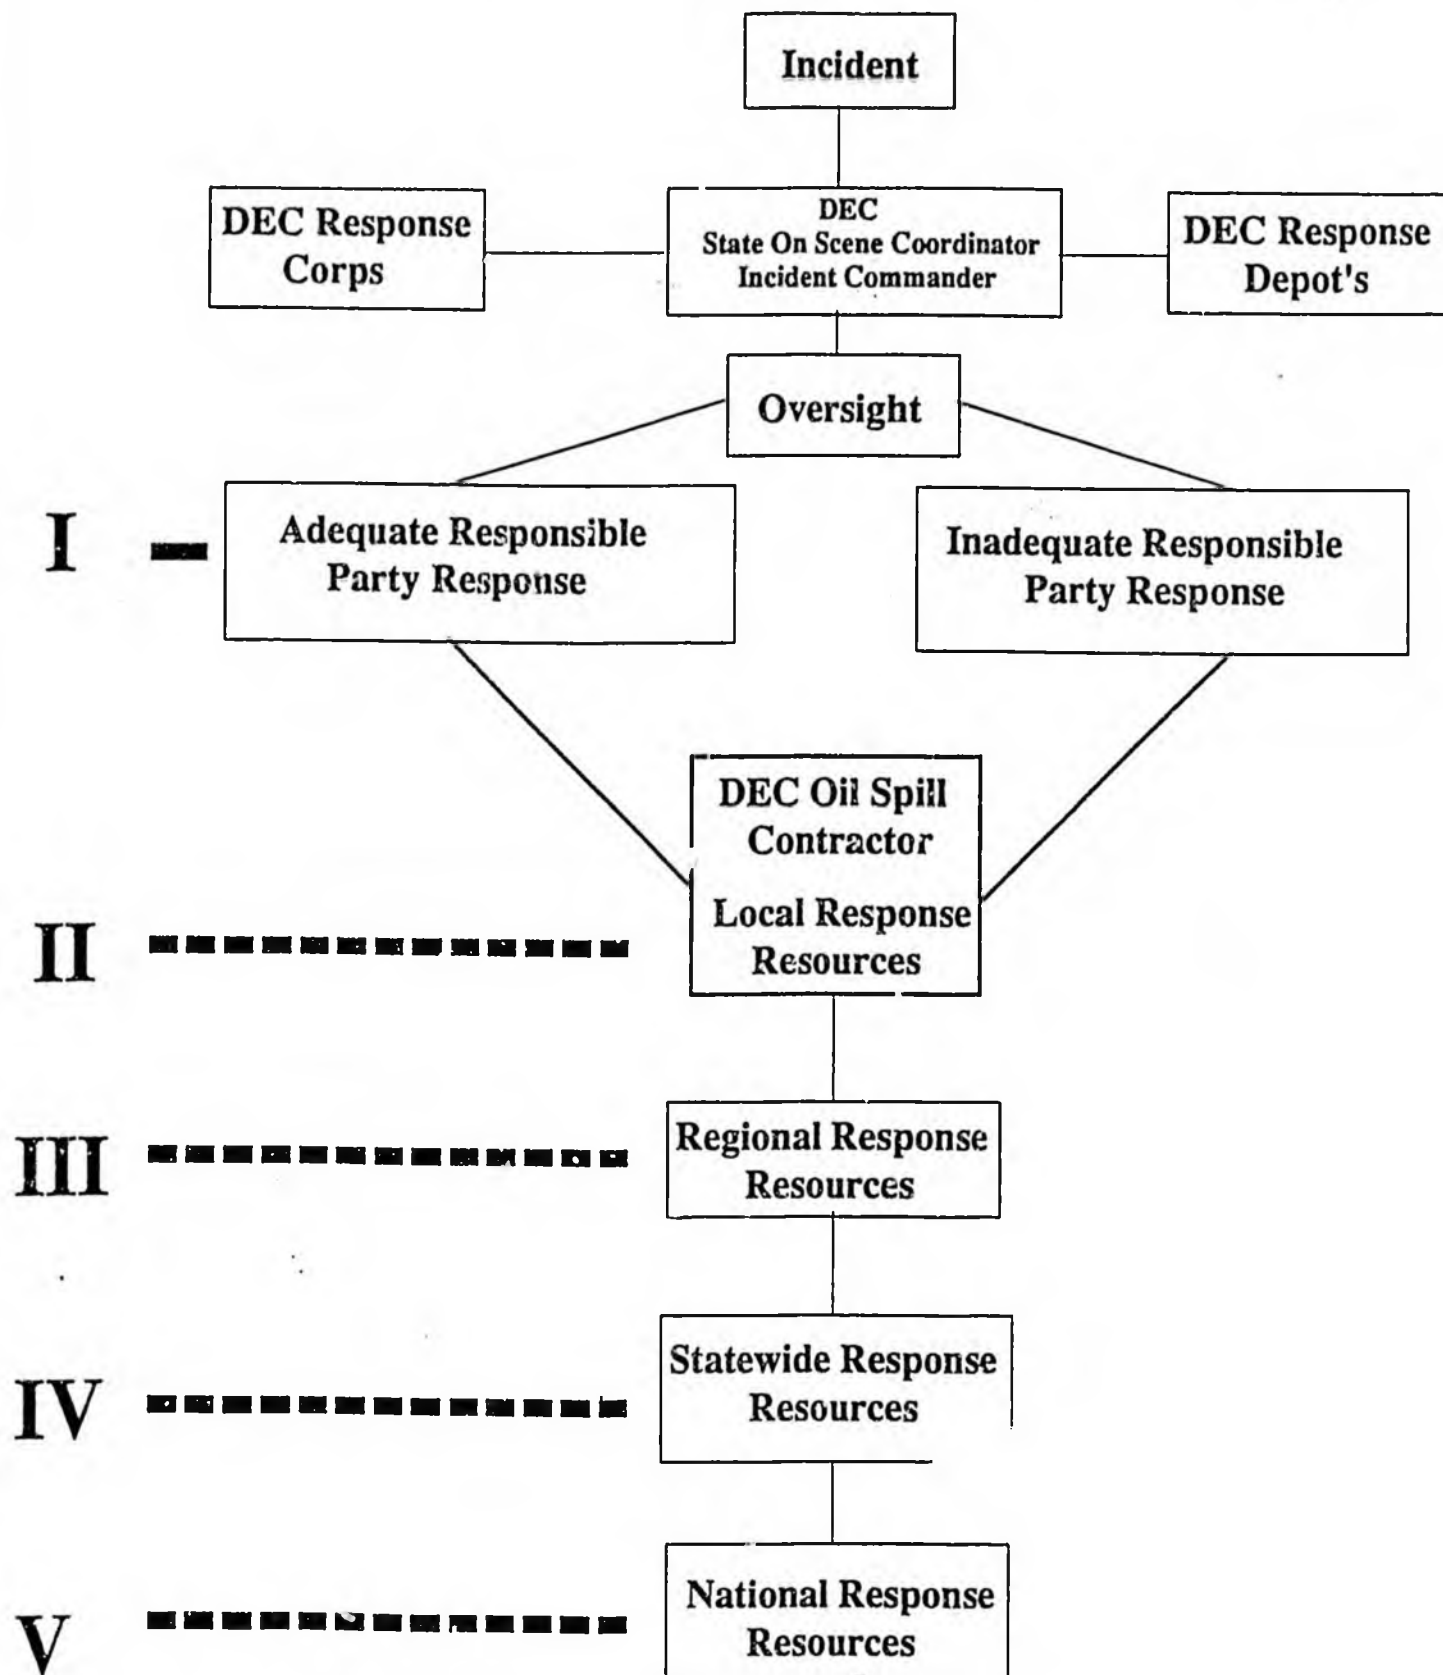 Incident
DEC Response
Corps
DEC
State On Scene Coordinator
Incident Commander
DEC Response
Depot's
Oversight
I
Adequate Responsible
Party Response
Inadequate Responsible
Party Response
DEC Oil Spill
Contractor
Local Response
Resources
II
III
Regional Response
Resources
IV
Statewide Response
Resources
V
National Response
Resources